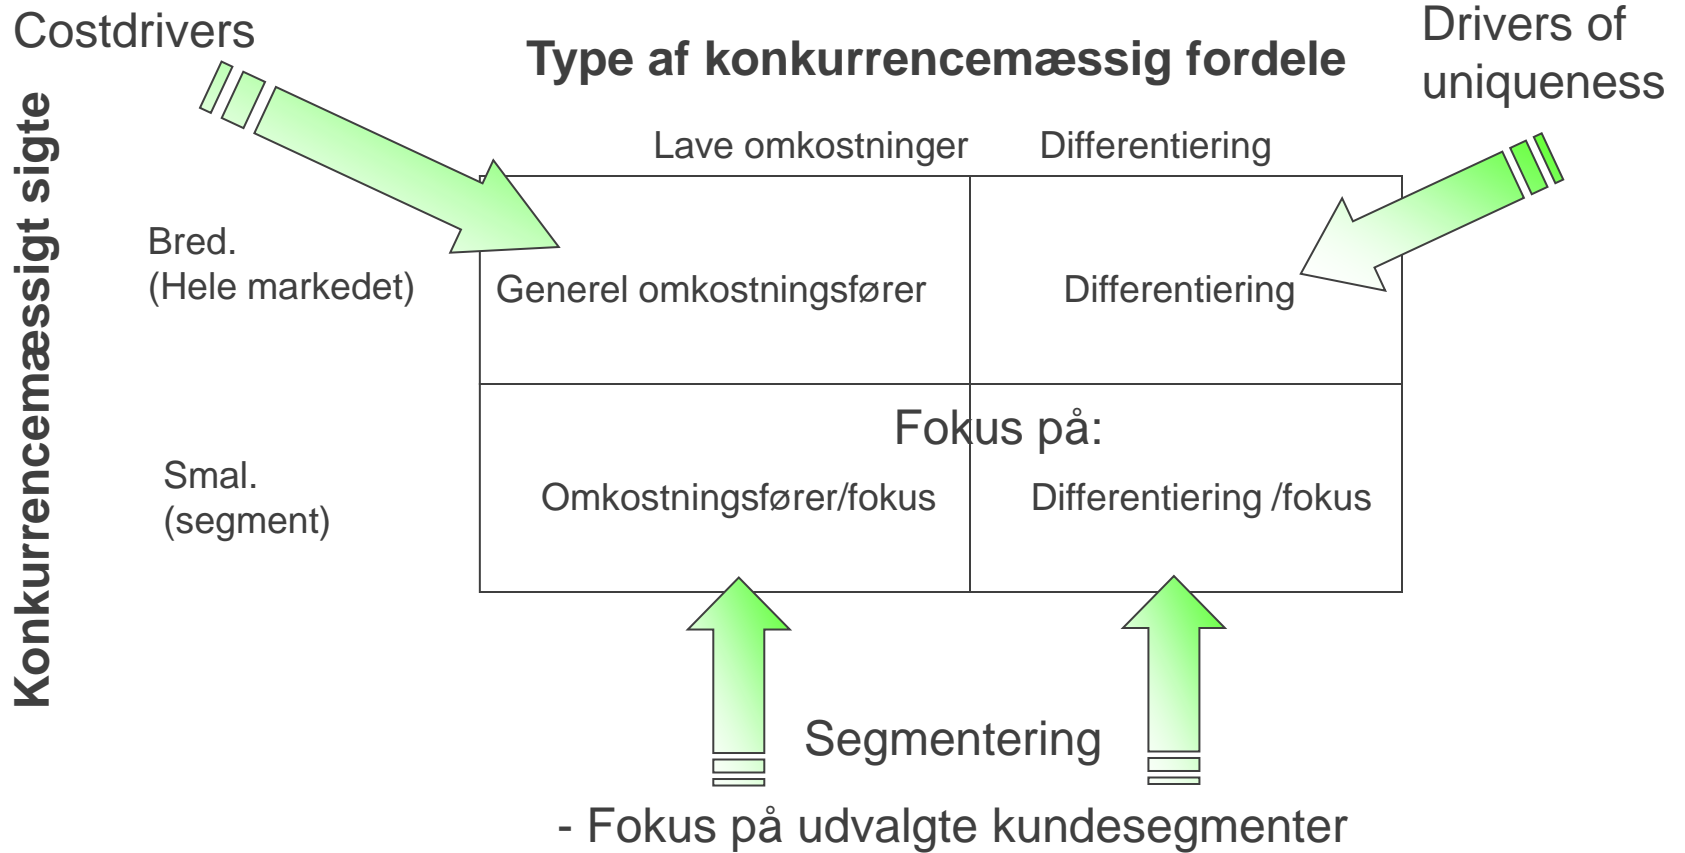 Costdrivers
Type af konkurrencemæssig fordele
Drivers of
uniqueness
Konkurrencemæssigt sigte
Lave omkostninger
Differentiering
Bred.
(Hele markedet)
Generel omkostningsfører
Differentiering
Fokus på:
Smal.
(segment)
Omkostningsfører/fokus
Differentiering /fokus
Segmentering
- Fokus på udvalgte kundesegmenter